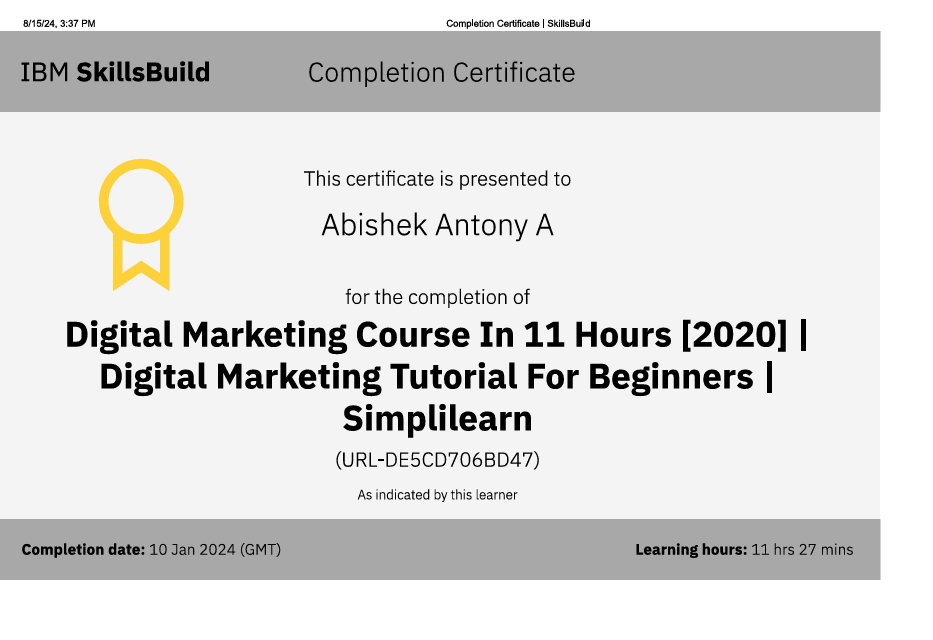 8/15/24, 3:37 PM
Completion Certificate | SkillsBuild
IBM SkillsBuild
Completion Certificate
This certificate is presented to
Abishek Antony A
for the completion of
Digital Marketing Course In 11 Hours [2020] |
Digital Marketing Tutorial For Beginners |
Simplilearn
(URL-DE5CD706BD47)
As indicated by this learner
Completion date: 10 Jan 2024 (GMT)
Learning hours: 11 hrs 27 mins